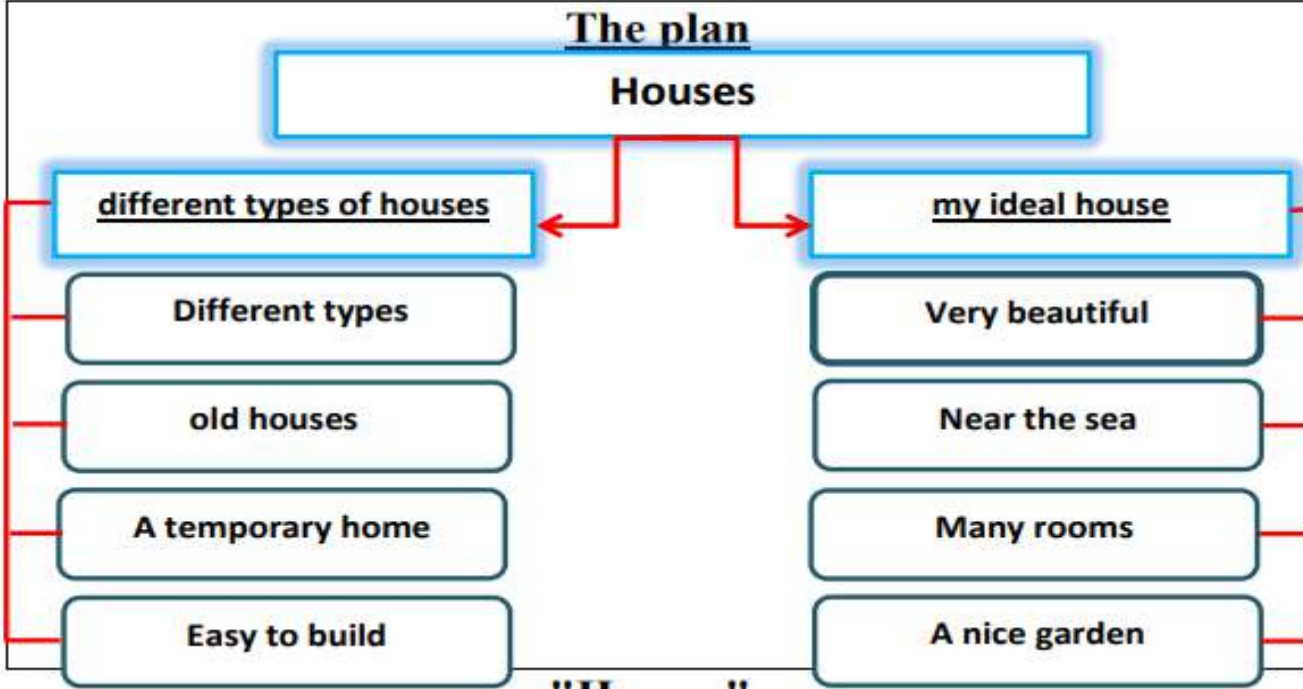 The plan
Houses
different types of houses
my ideal house
Different types
Very beautiful
old houses
Near the sea
A temporary home
Many rooms
Easy to build
A nice garden